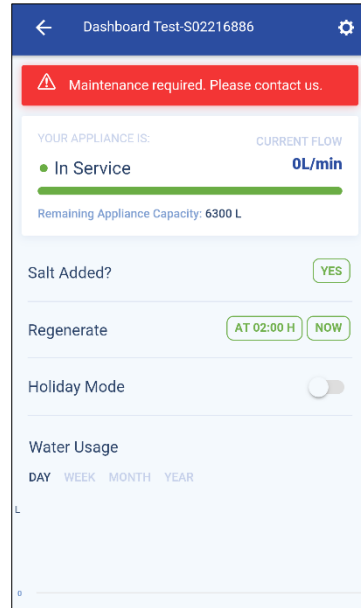 Dashboard Test-S02216886
Maintenance required. Please contact us.
YOUR APPLIANCE IS:
CURRENT FLOW
In Service
0L/min
Remaining Appliance Capacity: 6300 L
Salt Added?
YES
Regenerate
AT 02:00 H
NOW
Holiday Mode
Water Usage
DAY WEEK MONTH YEAR
L
0